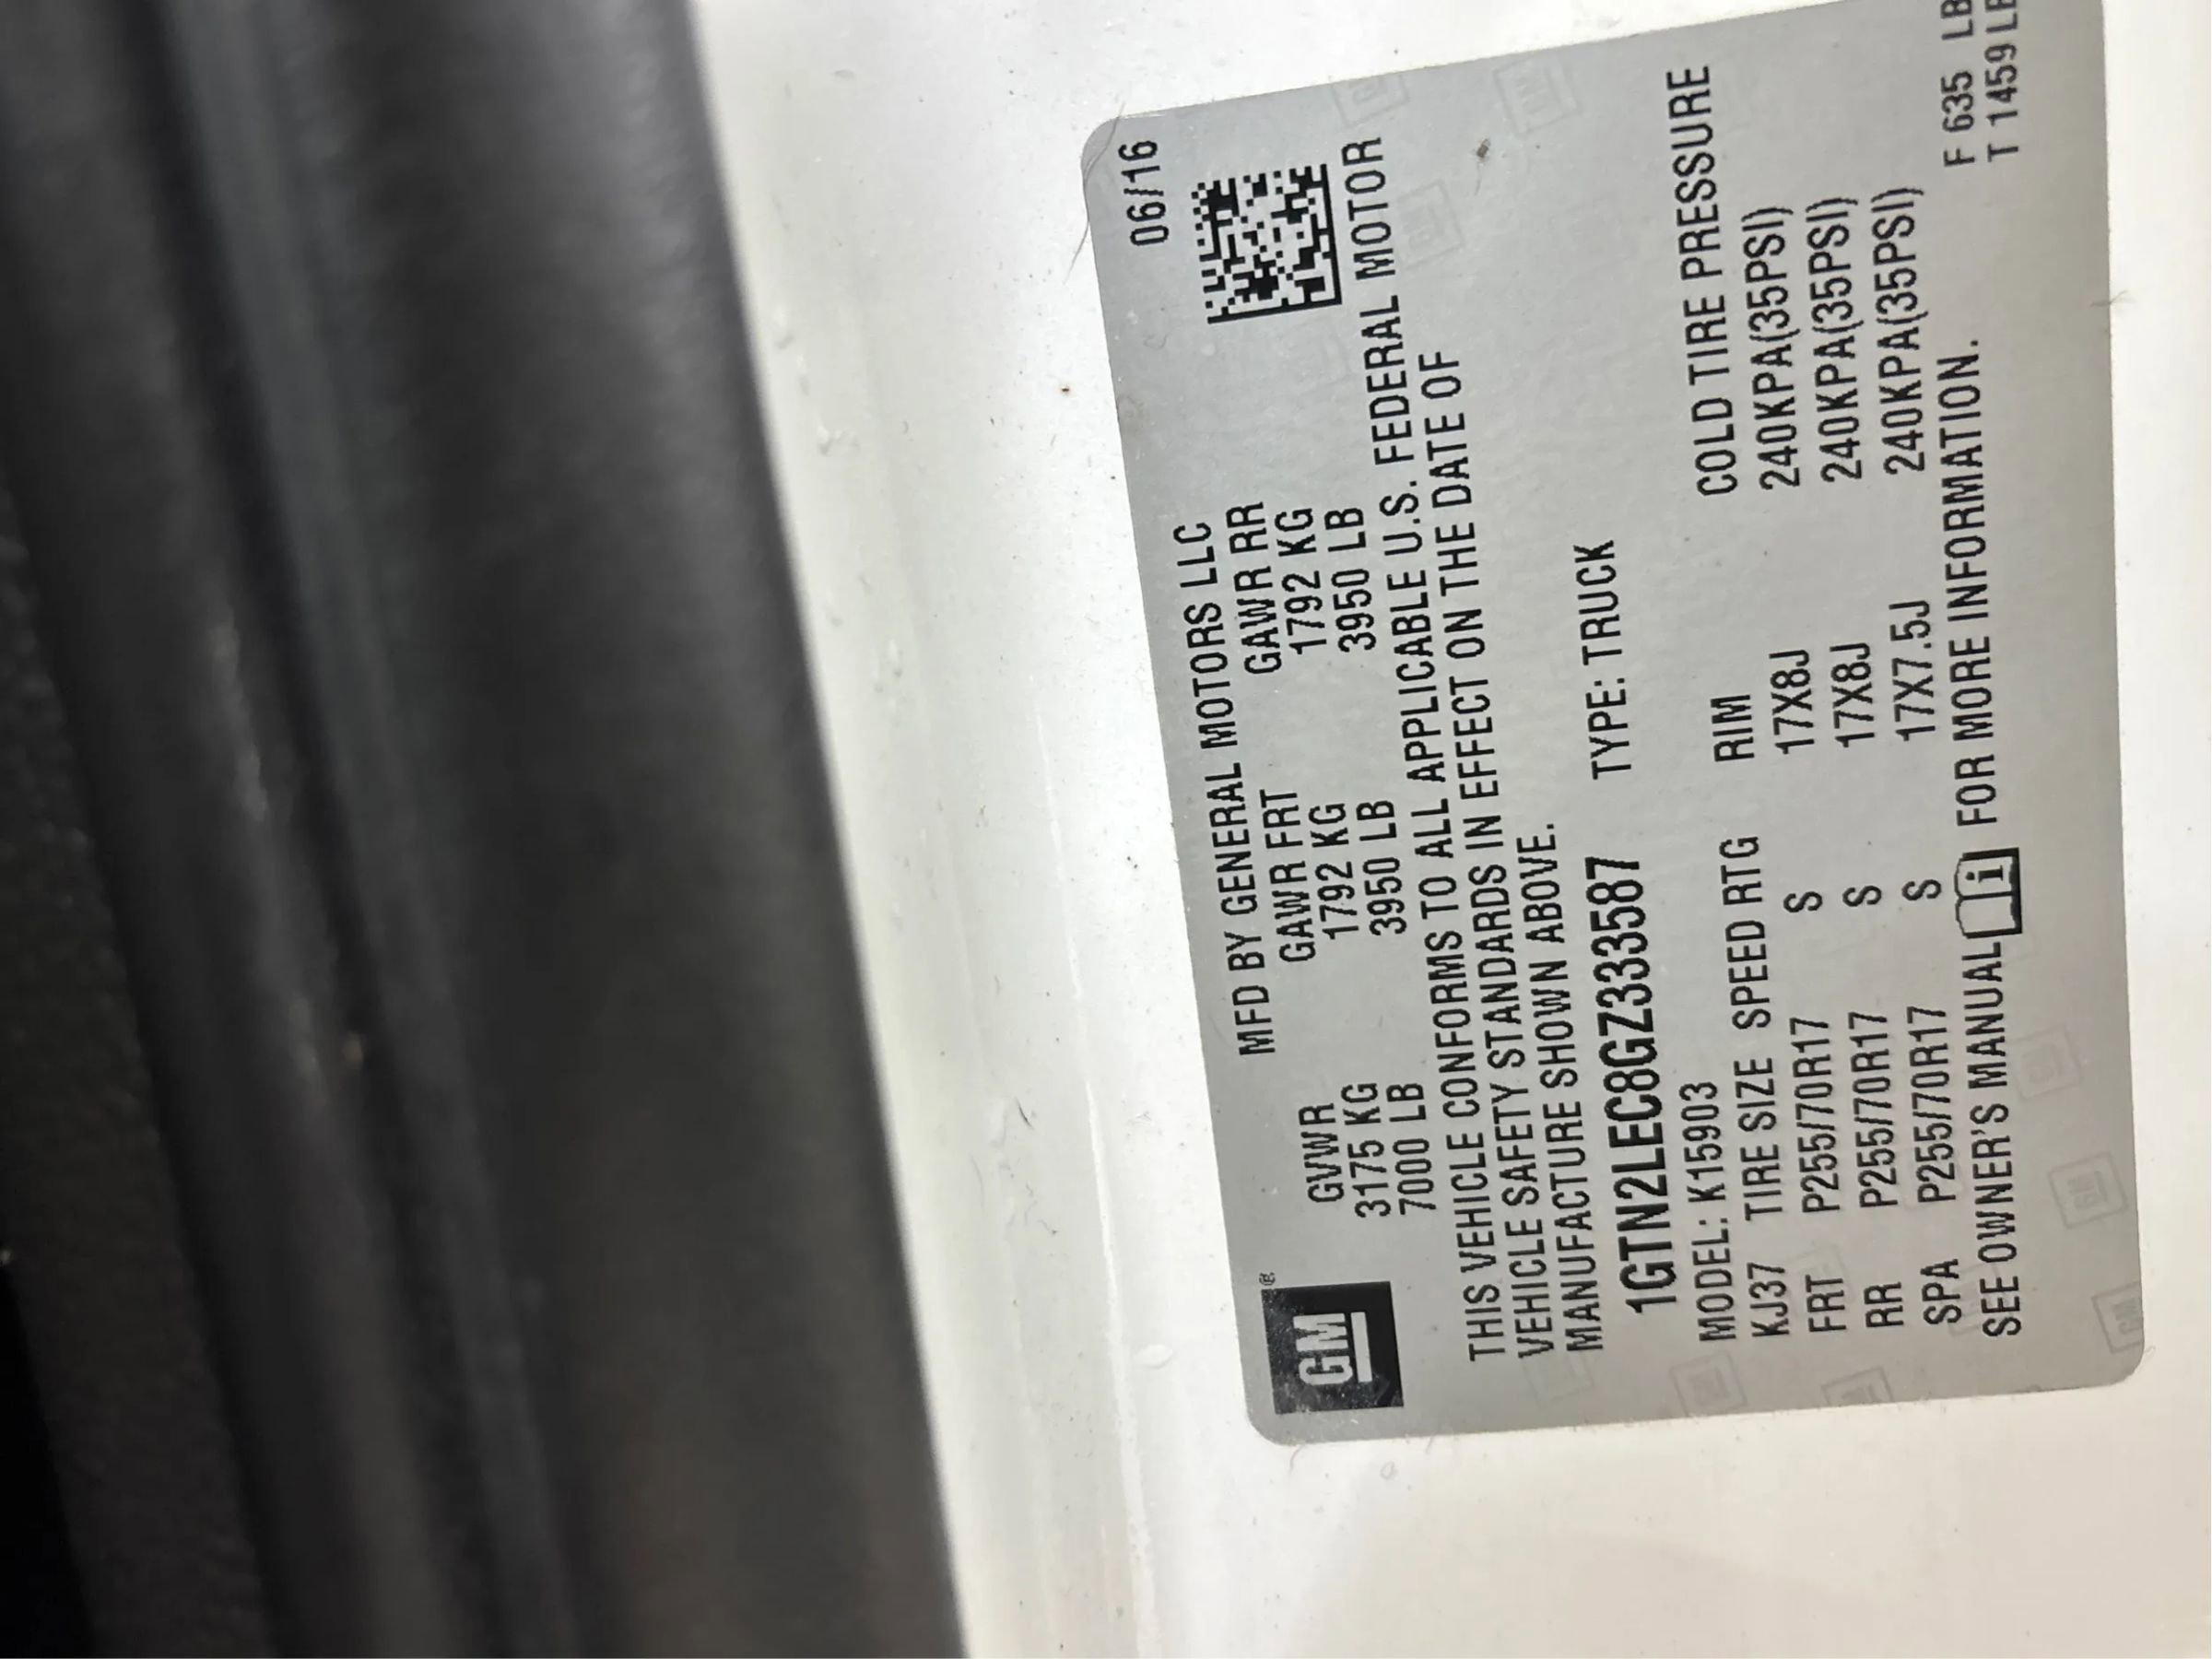 06/16
MFD BY GENERAL MOTORS LLC
GM®
GVWR GAWR FRT GAWR RR
3175 KG 1792 KG 1792 KG
7000 LB 3950 LB 3950 LB
THIS VEHICLE CONFORMS TO ALL APPLICABLE U.S. FEDERAL MOTOR
VEHICLE SAFETY STANDARDS IN EFFECT ON THE DATE OF
MANUFACTURE SHOWN ABOVE.
1GTN2LEC8GZ333587 TYPE: TRUCK
MODEL: K15903
KJ37 TIRE SIZE SPEED RTG RIM COLD TIRE PRESSURE
FRT P255/70R17 S 17X8J 240KPA(35PSI)
RR P255/70R17 S 17X8J 240KPA(35PSI)
SPA P255/70R17 S 17X7.5J 240KPA(35PSI)
SEE OWNER'S MANUAL i FOR MORE INFORMATION.
F 635 LB
T 1459 LB